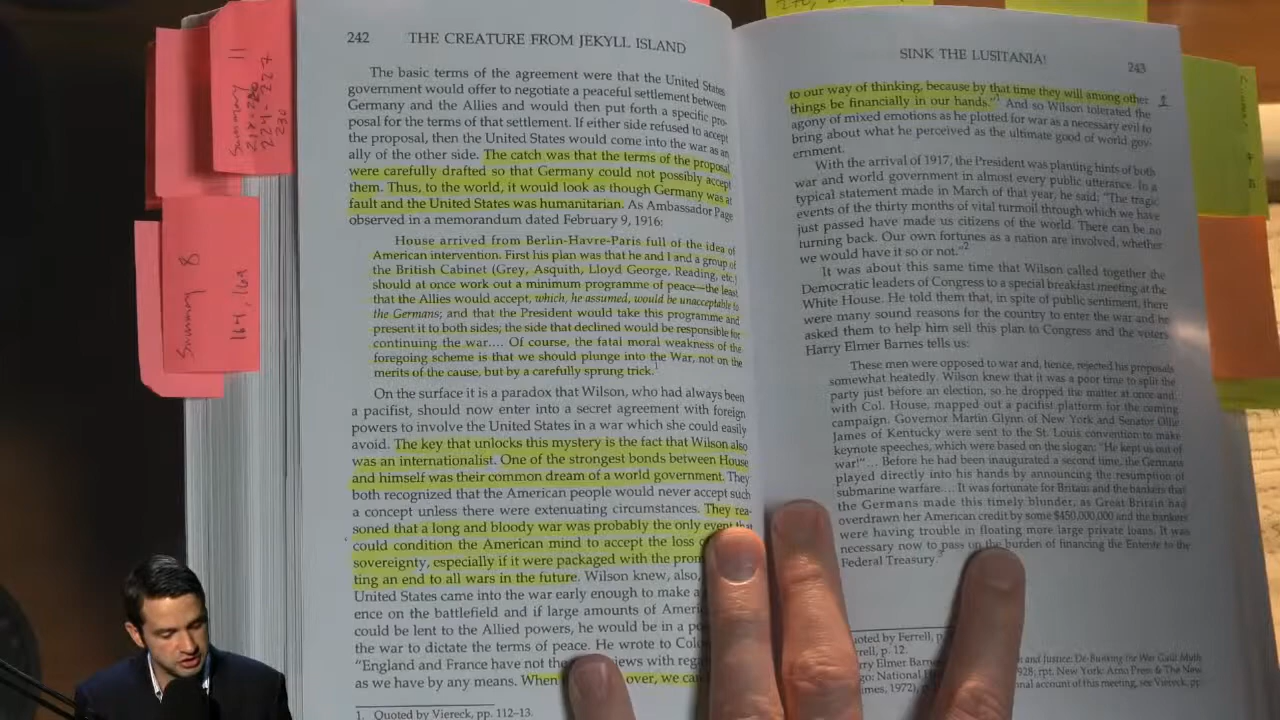 242 THE CREATURE FROM JEKYLL ISLAND
The basic terms of the agreement were that the United States
government would offer to negotiate a peaceful settlement between
Germany and the Allies and would then put forth a specific pro-
posal for the terms of that settlement. If either side refused to accept
the proposal, then the United States would come into the war as an
ally of the other side. The catch was that the terms of the proposal
were carefully drafted so that Germany could not possibly accept
them. Thus, to the world, it would look as though Germany was at
fault and the United States was humanitarian. As Ambassador Page
observed in a memorandum dated February 9, 1916:
House arrived from Berlin-Havre-Paris full of the idea of
American intervention. First his plan was that he and I and a group of
the British Cabinet (Grey, Asquith, Lloyd George, Reading, etc.)
should at once work out a minimum programme of peace—the least
that the Allies would accept, which, he assumed, would be unacceptable to
the Germans; and that the President would take this programme and
present it to both sides; the side that declined would be responsible for
continuing the war.... Of course, the fatal moral weakness of the
foregoing scheme is that we should plunge into the War, not on the
merits of the cause, but by a carefully sprung trick.1
On the surface it is a paradox that Wilson, who had always been
a pacifist, should now enter into a secret agreement with foreign
powers to involve the United States in a war which she could easily
avoid. The key that unlocks this mystery is the fact that Wilson also
was an internationalist. One of the strongest bonds between House
and himself was their common dream of a world government. They
both recognized that the American people would never accept such
a concept unless there were extenuating circumstances. They rea-
soned that a long and bloody war was probably the only event that
could condition the American mind to accept the loss
sovereignty, especially if it were packaged with the
ting an end to all wars in the future. Wilson knew, also,
United States came into the war early enough to make a
ence on the battlefield and if large amounts of
could be lent to the Allied powers, he would be in a
the war to dictate the terms of peace. He wrote to
"England and France have not the views with
as we have by any means. When over, we can
1. Quoted by Viereck, pp. 112–13.
SINK THE LUSITANIA! 243
to our way of thinking, because by that time they will among other
things be financially in our hands."1 And so Wilson tolerated the
agony of mixed emotions as he plotted for war as a necessary evil to
bring about what he perceived as the ultimate good of world gov-
ernment.
With the arrival of 1917, the President was planting hints of both
war and world government in almost every public utterance. In a
typical statement made in March of that year, he said: "The tragic
events of the thirty months of vital turmoil through which we have
just passed have made us citizens of the world. There can be no
turning back. Our own fortunes as a nation are involved, whether
we would have it so or not."2
It was about this same time that Wilson called together the
Democratic leaders of Congress to a special breakfast meeting at the
White House. He told them that, in spite of public sentiment, there
were many sound reasons for the country to enter the war and he
asked them to help him sell this plan to Congress and the voters.
Harry Elmer Barnes tells us:
These men were opposed to war and, hence, rejected his proposals
somewhat heatedly. Wilson knew that it was a poor time to split the
party just before an election, so he dropped the matter at once and,
with Col. House, mapped out a pacifist platform for the coming
campaign. Governor Martin Glynn of New York and Senator Ollie
James of Kentucky were sent to the St. Louis convention to make
keynote speeches, which were based on the slogan: "He kept us out of
war!"... Before he had been inaugurated a second time, the Germans
played directly into his hands by announcing the resumption of
submarine warfare.... It was fortunate for Britain and the bankers that
the Germans made this timely blunder, as Great Britain had
overdrawn her American credit by some $450,000,000 and the bankers
were having trouble in floating more large private loans. It was
necessary now to pass on the burden of financing the Entente to the
Federal Treasury.3
uoted by Ferrell, p.
rrell, p. 12.
rry Elmer and Justice: De-Bunking the War Guilt Myth
go: National 1928, rpt. New York: Arno Press & The New
imes, 1972), nal account of this meeting, see Viereck, pp.
Summary 8
164, 169
11
224-227
230